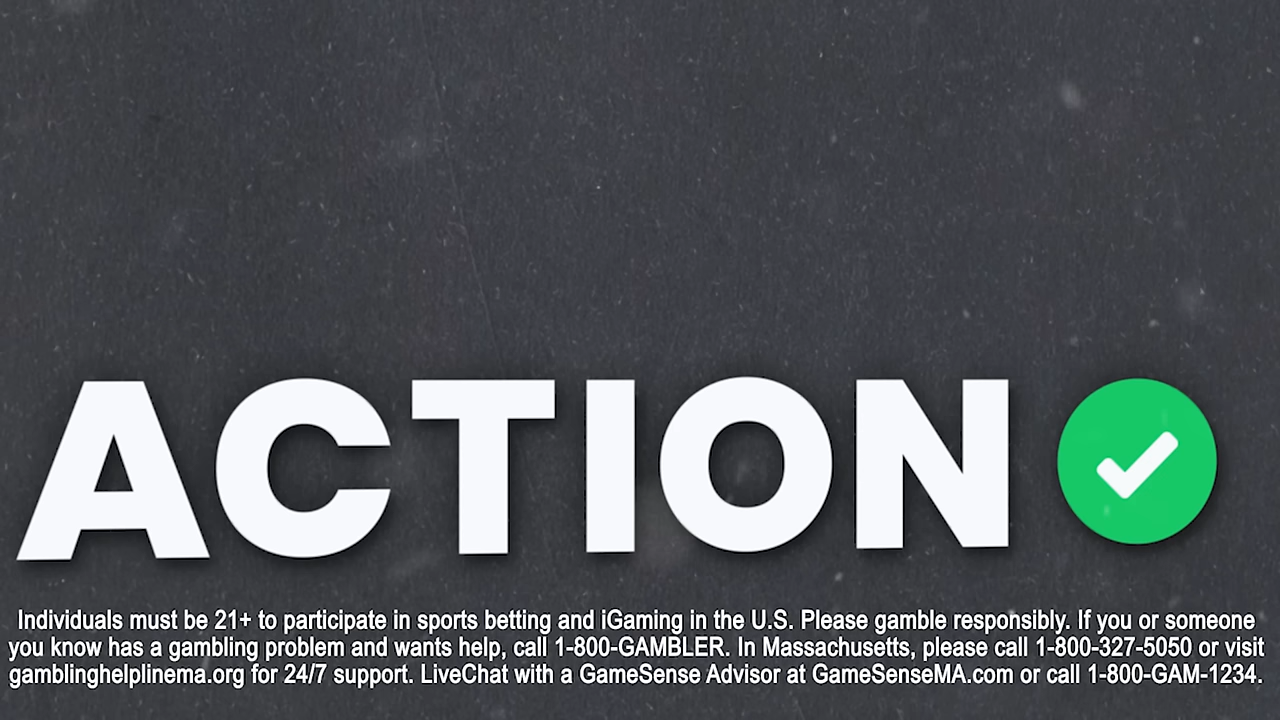 ACTION
Individuals must be 21+ to participate in sports betting and iGaming in the U.S. Please gamble responsibly. If you or someone
you know has a gambling problem and wants help, call 1-800-GAMBLER. In Massachusetts, please call 1-800-327-5050 or visit
gamblinghelplinema.org for 24/7 support. LiveChat with a GameSense Advisor at GameSenseMA.com or call 1-800-GAM-1234.